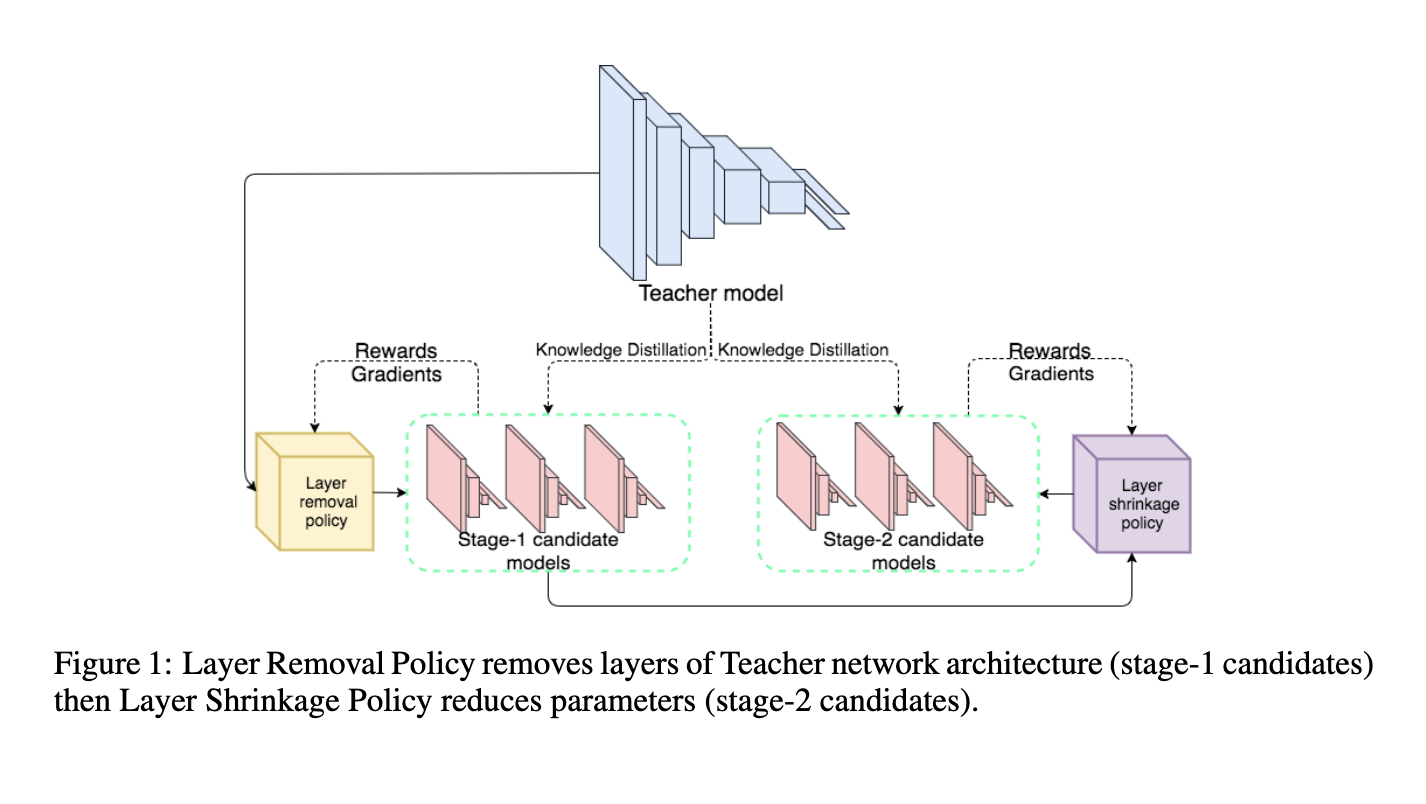 Teacher model
Rewards
Gradients
Knowledge Distillation
Knowledge Distillation
Rewards
Gradients
Layer
removal
policy
Stage-1 candidate
models
Stage-2 candidate
models
Layer
shrinkage
policy
Figure 1: Layer Removal Policy removes layers of Teacher network architecture (stage-1 candidates)
then Layer Shrinkage Policy reduces parameters (stage-2 candidates).